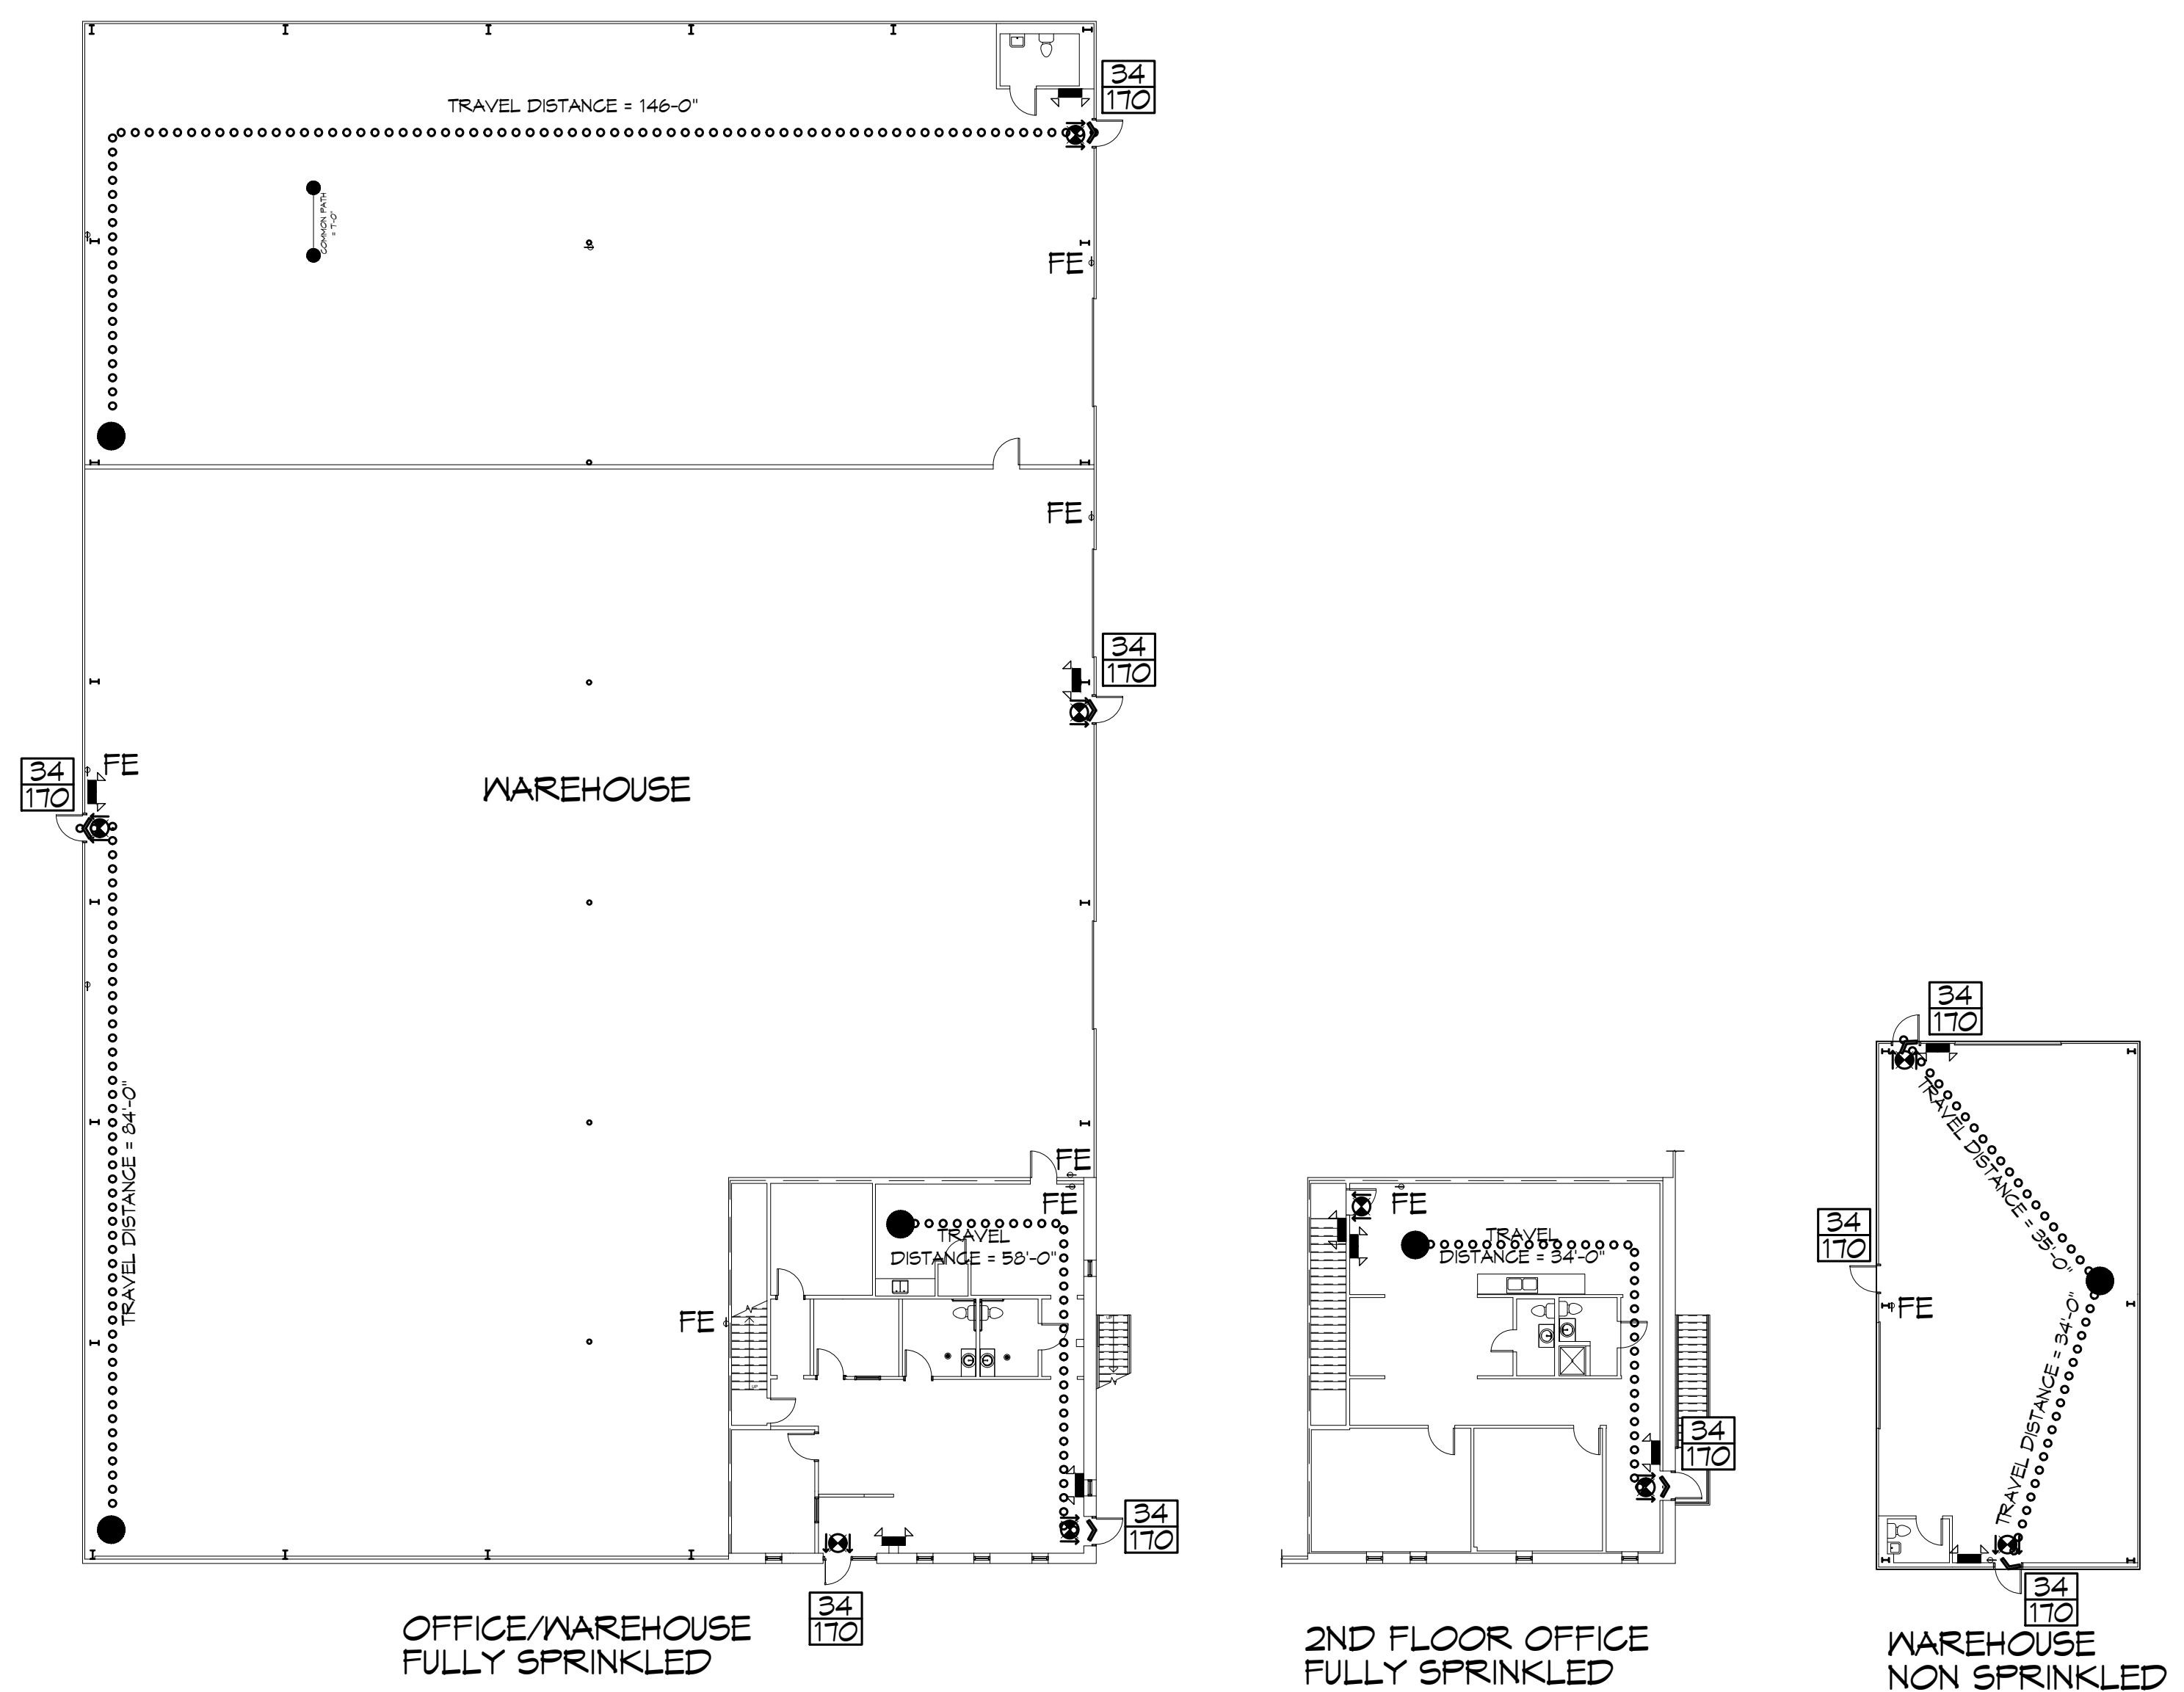 34
170
TRAVEL DISTANCE = 146'-0"
COMMON PATH
= 7'-0"
FE
FE
34
170
FE
34
170
WAREHOUSE
TRAVEL DISTANCE = 84'-0"
FE
FE
TRAVEL
DISTANCE = 58'-0"
FE
UP
34
170
34
170
OFFICE/WAREHOUSE
FULLY SPRINKLED
FE
TRAVEL
DISTANCE = 34'-0"
34
170
2ND FLOOR OFFICE
FULLY SPRINKLED
34
170
TRAVEL DISTANCE = 35'-0"
34
170
FE
TRAVEL DISTANCE = 34'-0"
34
170
WAREHOUSE
NON SPRINKLED